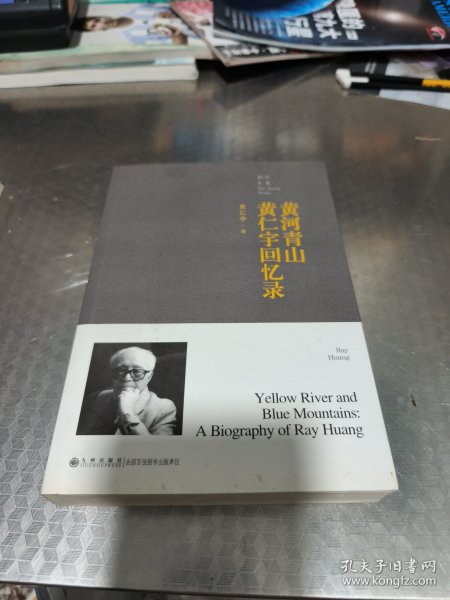 黄河青山
黄仁宇回忆录
黄仁宇
Ray
Huang
Yellow River and
Blue Mountains:
A Biography of Ray Huang
九州出版社
JIUZHOUPRESS
全国百佳图书出版单位
孔夫子旧书网
www.kongfz.com